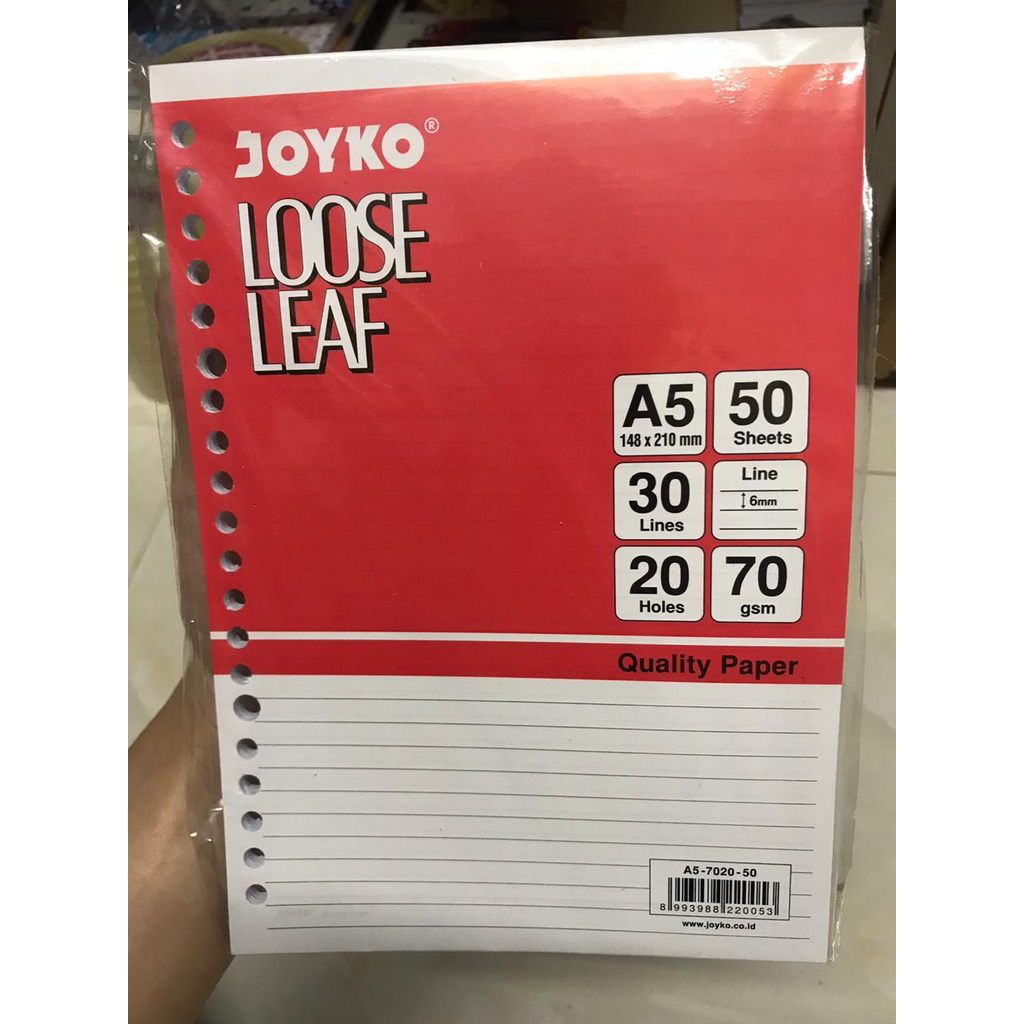 JOYKO®
LOOSE
LEAF
A5
148 x 210 mm
50
Sheets
30
Lines
Line
6mm
20
Holes
70
gsm
Quality Paper
A5-7020-50
8 993988 220053
www.joyko.co.id